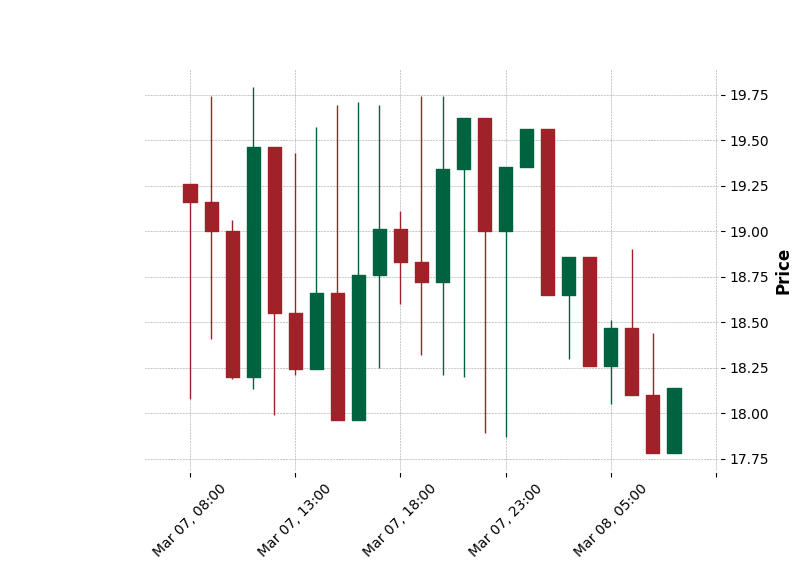 19.75
19.50
19.25
19.00
18.75
18.50
18.25
18.00
17.75
Price
Mar 07, 08:00
Mar 07, 13:00
Mar 07, 18:00
Mar 07, 23:00
Mar 08, 05:00